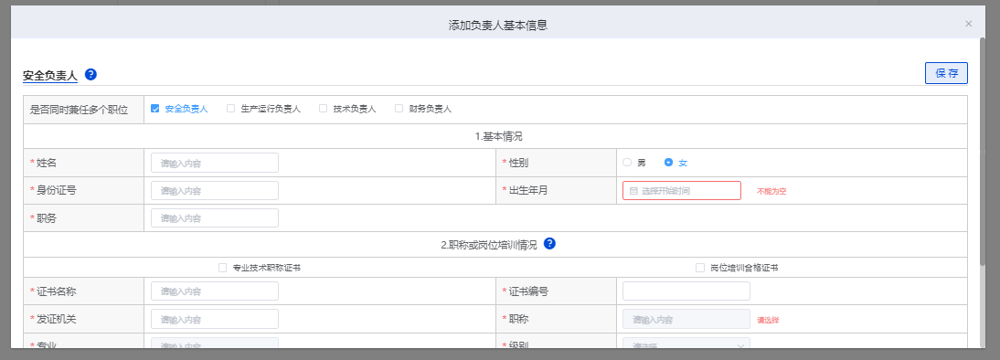 添加负责人基本信息
安全负责人 ? 保存
是否同时兼任多个职位 安全负责人 生产运行负责人 技术负责人 财务负责人
1.基本情况
*姓名 请输入内容 *性别 男 女
*身份证号 请输入内容 *出生年月 选择开始时间 不能为空
*职务 请输入内容
2.职称或岗位培训情况 ?
专业技术职称证书 岗位培训合格证书
*证书名称 请输入内容 *证书编号
*发证机关 请输入内容 *职称 请输入内容 请选择
*专业 请输入内容 *级别 请选择